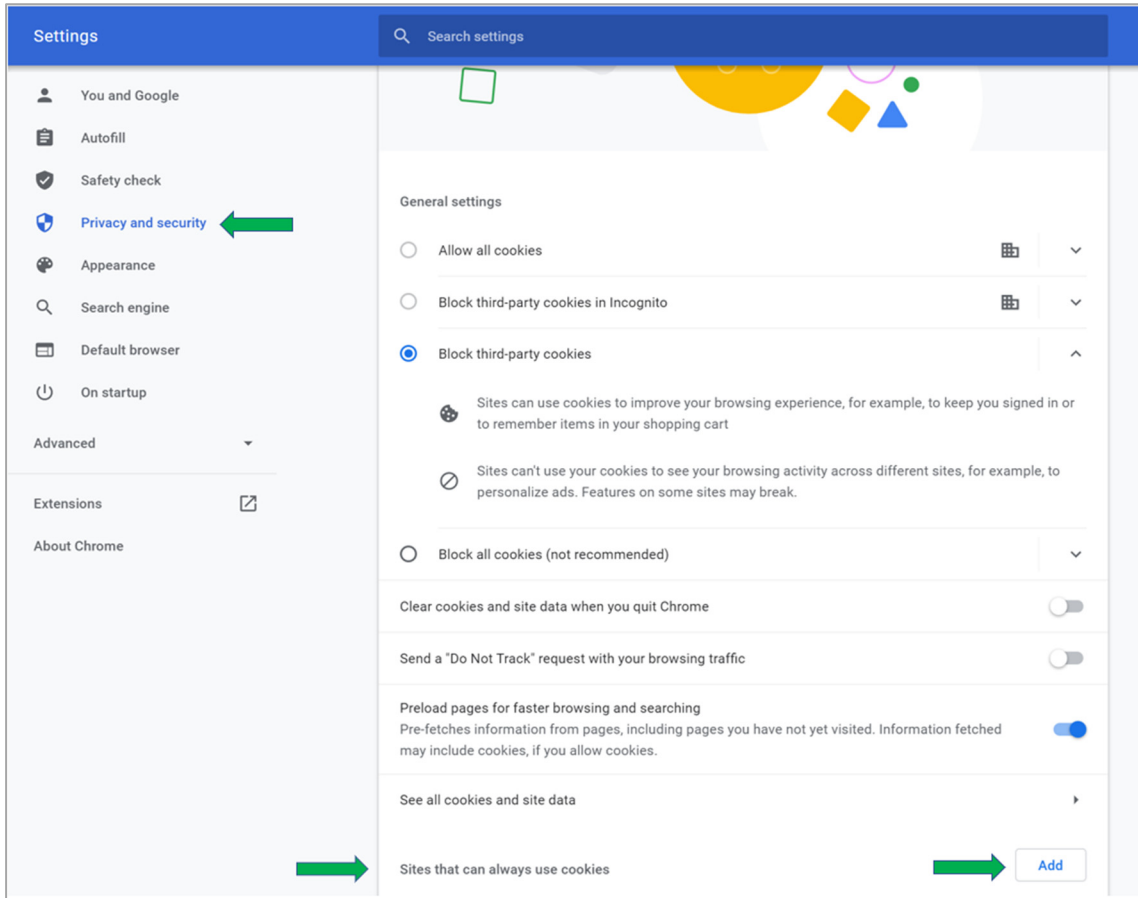 Settings
Search settings
You and Google
Autofill
Safety check
Privacy and security
Appearance
Search engine
Default browser
On startup
Advanced
Extensions
About Chrome
General settings
Allow all cookies
Block third-party cookies in Incognito
Block third-party cookies
Sites can use cookies to improve your browsing experience, for example, to keep you signed in or
to remember items in your shopping cart
Sites can't use your cookies to see your browsing activity across different sites, for example, to
personalize ads. Features on some sites may break.
Block all cookies (not recommended)
Clear cookies and site data when you quit Chrome
Send a "Do Not Track" request with your browsing traffic
Preload pages for faster browsing and searching
Pre-fetches information from pages, including pages you have not yet visited. Information fetched
may include cookies, if you allow cookies.
See all cookies and site data
Sites that can always use cookies
Add